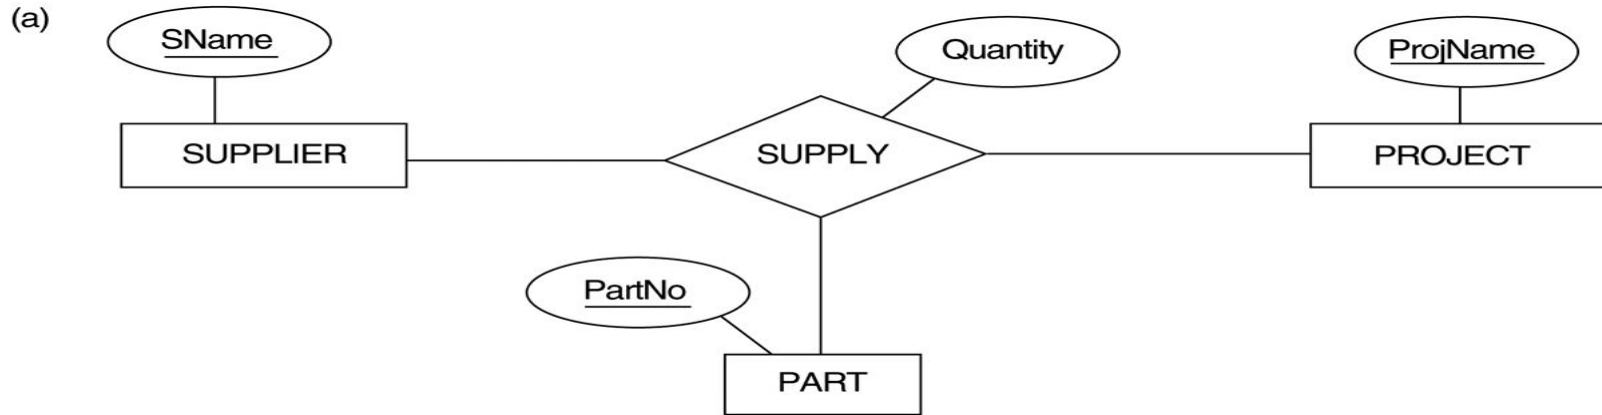 (a)
SName
Quantity
ProjName
SUPPLIER
SUPPLY
PROJECT
PartNo
PART